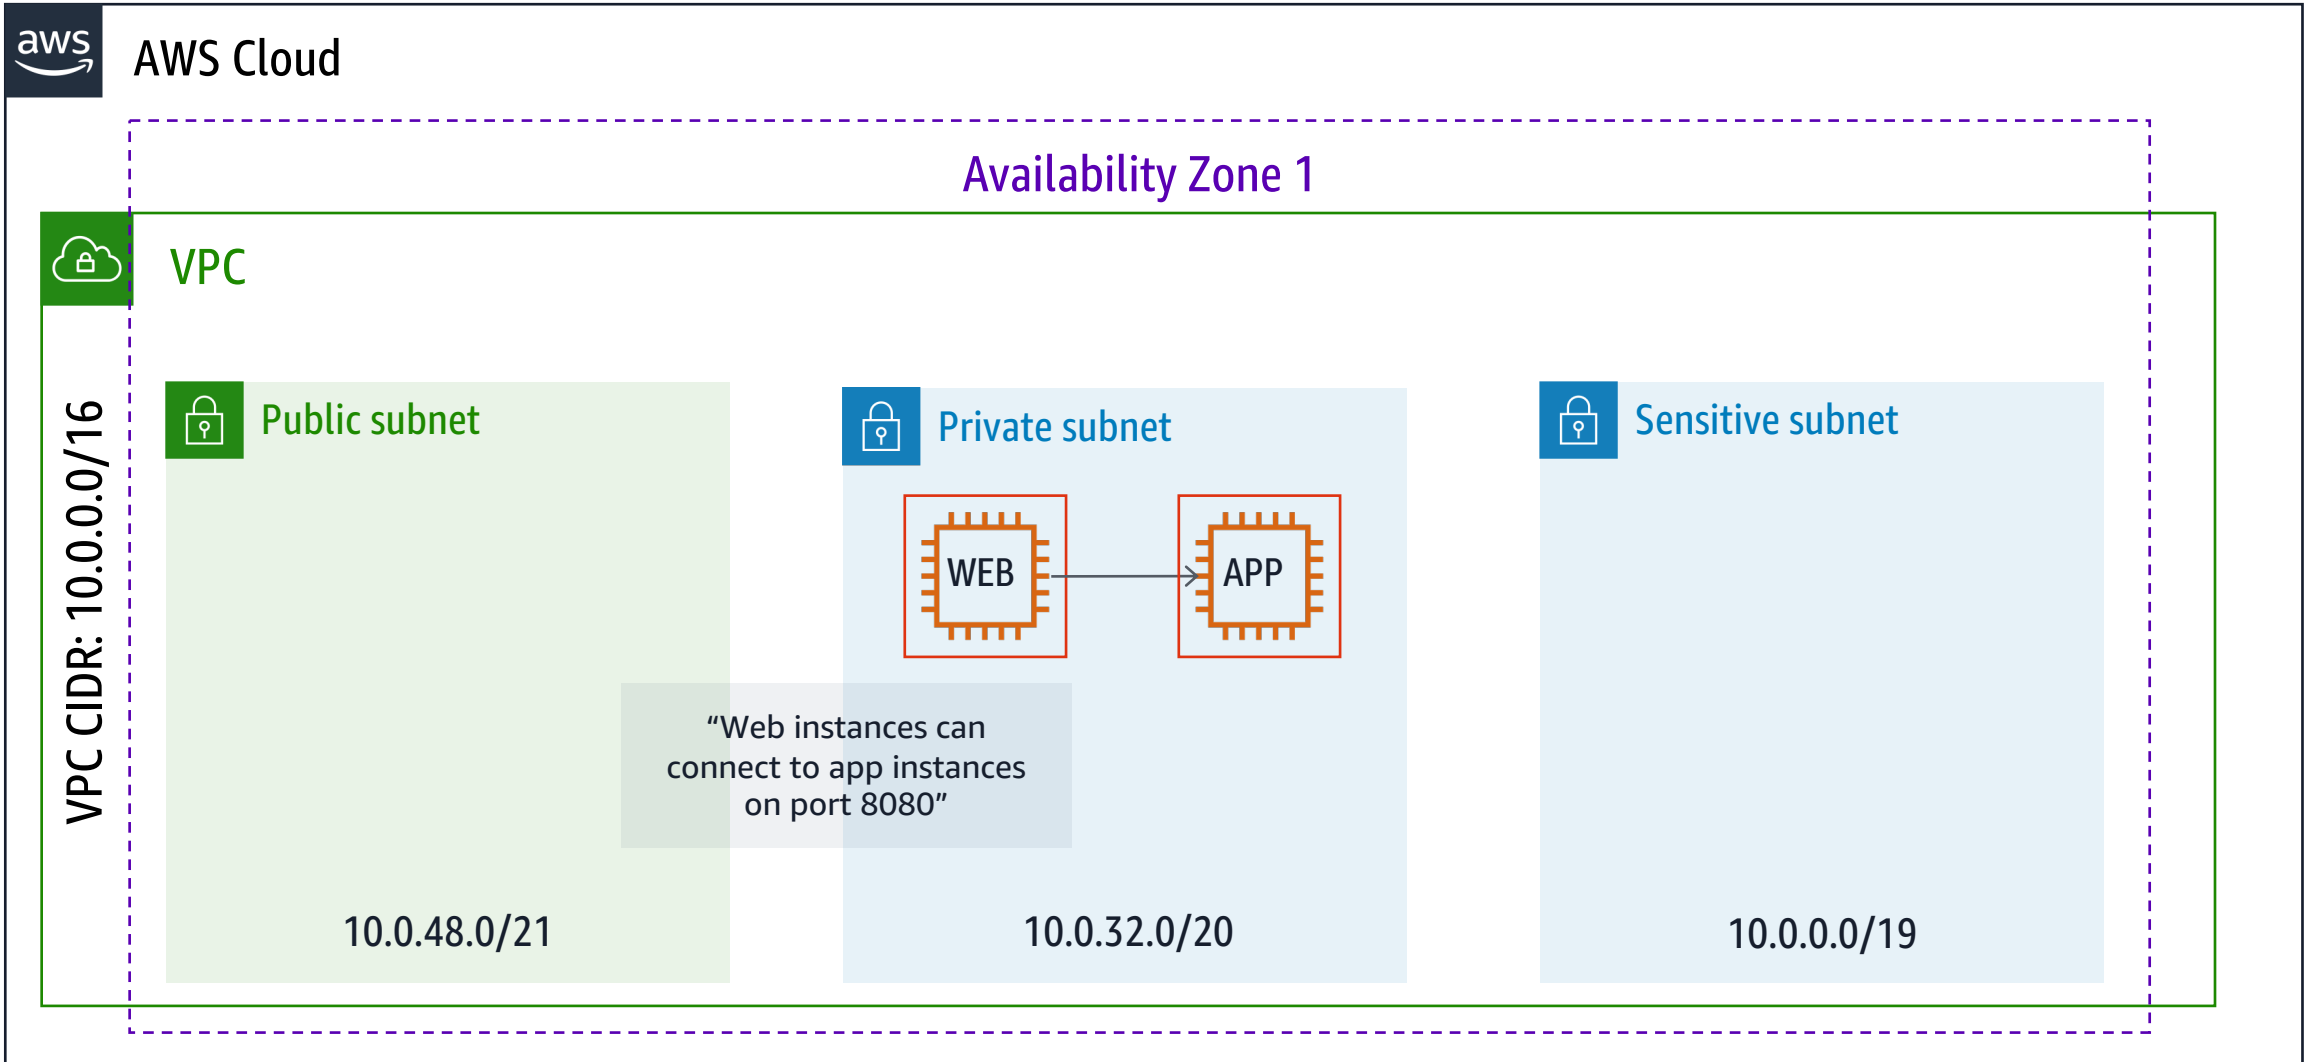 aws
AWS Cloud
Availability Zone 1
VPC
VPC CIDR: 10.0.0.0/16
Public subnet
Private subnet
Sensitive subnet
WEB
APP
“Web instances can
connect to app instances
on port 8080”
10.0.48.0/21
10.0.32.0/20
10.0.0.0/19